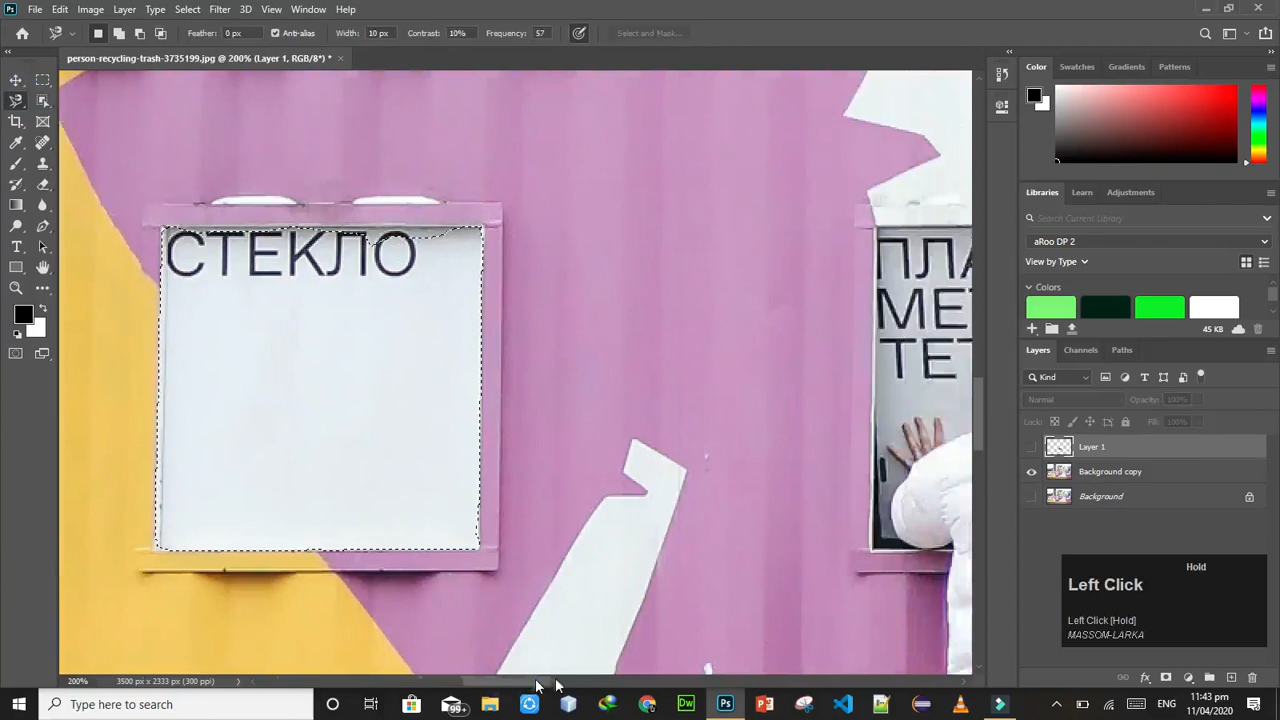 Ps File Edit Image Layer Type Select Filter 3D View Window Help
Feather: 0 px Anti-alias Width: 10 px Contrast: 10% Frequency: 57 Select and Mask...
person-recycling-trash-3735199.jpg @ 200% (Layer 1, RGB/8*) *
Color Swatches Gradients Patterns
Libraries Learn Adjustments
Search Current Library
aRoo DP 2
View by Type
Colors
45 KB
Layers Channels Paths
Kind
Normal Opacity: 100%
Lock: Fill: 100%
Layer 1
Background copy
Background
СТЕКЛО
ПЛА
МЕТ
ТЕТ
Hold
Left Click
Left Click [Hold]
MASSOM-LARKA
200% 3500 px x 2333 px (300 ppi)
Type here to search
99+
Dw
Ps
11:43 pm
11/04/2020